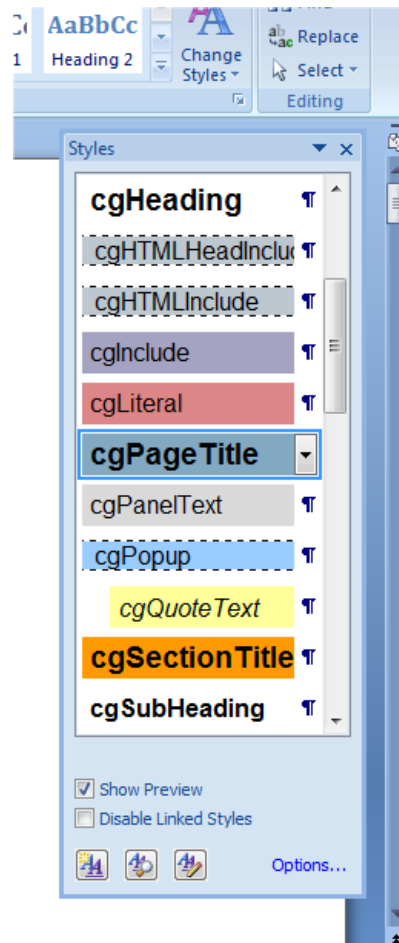 AaBbCc
1 Heading 2
Change
Styles
Replace
Select
Editing
Styles
cgHeading ¶
cgHTMLHeadInclu ¶
cgHTMLInclude ¶
cgInclude ¶
cgLiteral ¶
cgPageTitle
cgPanelText ¶
cgPopup ¶
cgQuoteText ¶
cgSectionTitle ¶
cgSubHeading ¶
Show Preview
Disable Linked Styles
Options...